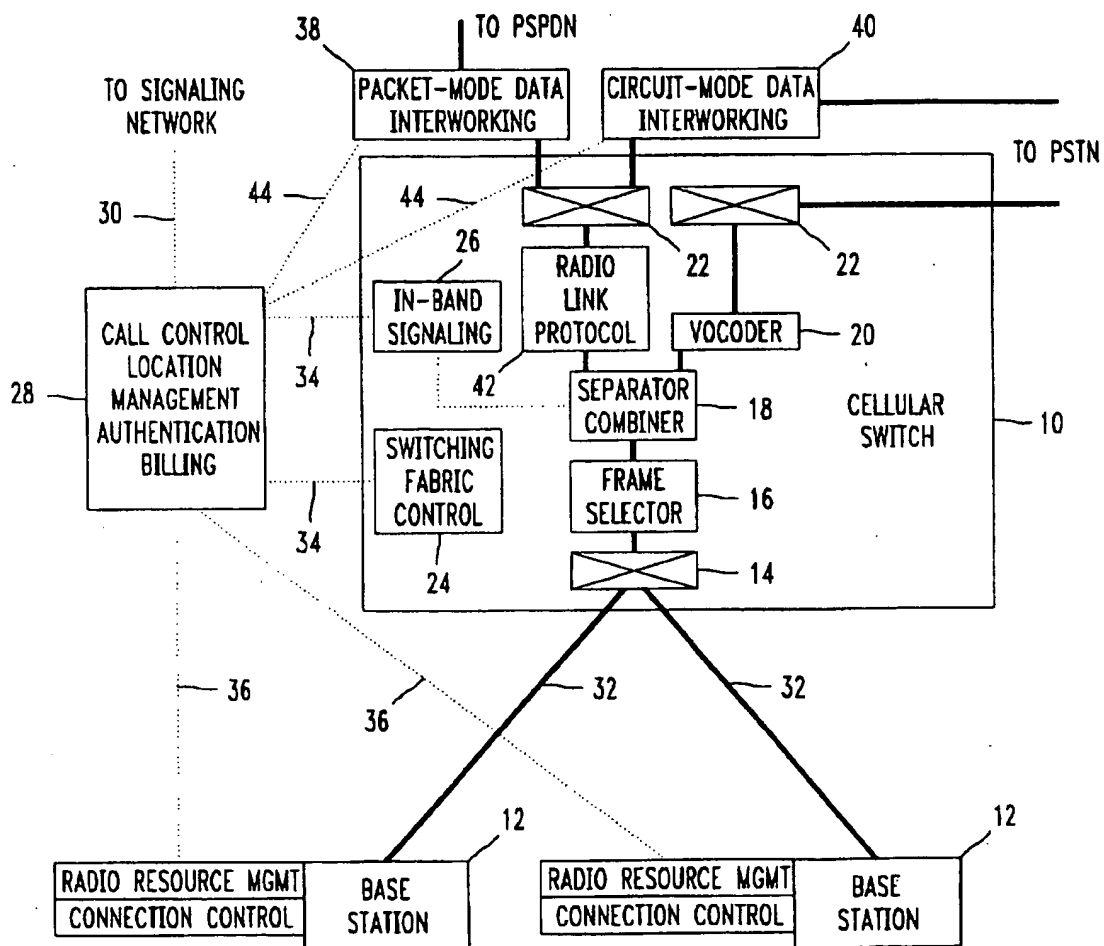 38
TO PSPDN
40
TO SIGNALING
NETWORK
PACKET-MODE DATA
INTERWORKING
CIRCUIT-MODE DATA
INTERWORKING
TO PSTN
44
44
30
26
22
22
IN-BAND
SIGNALING
RADIO
LINK
PROTOCOL
VOCODER
20
34
42
28
CALL CONTROL
LOCATION
MANAGEMENT
AUTHENTICATION
BILLING
SEPARATOR
COMBINER
18
CELLULAR
SWITCH
10
SWITCHING
FABRIC
CONTROL
FRAME
SELECTOR
16
34
24
14
36
36
32
32
12
12
RADIO RESOURCE MGMT
CONNECTION CONTROL
BASE
STATION
RADIO RESOURCE MGMT
CONNECTION CONTROL
BASE
STATION